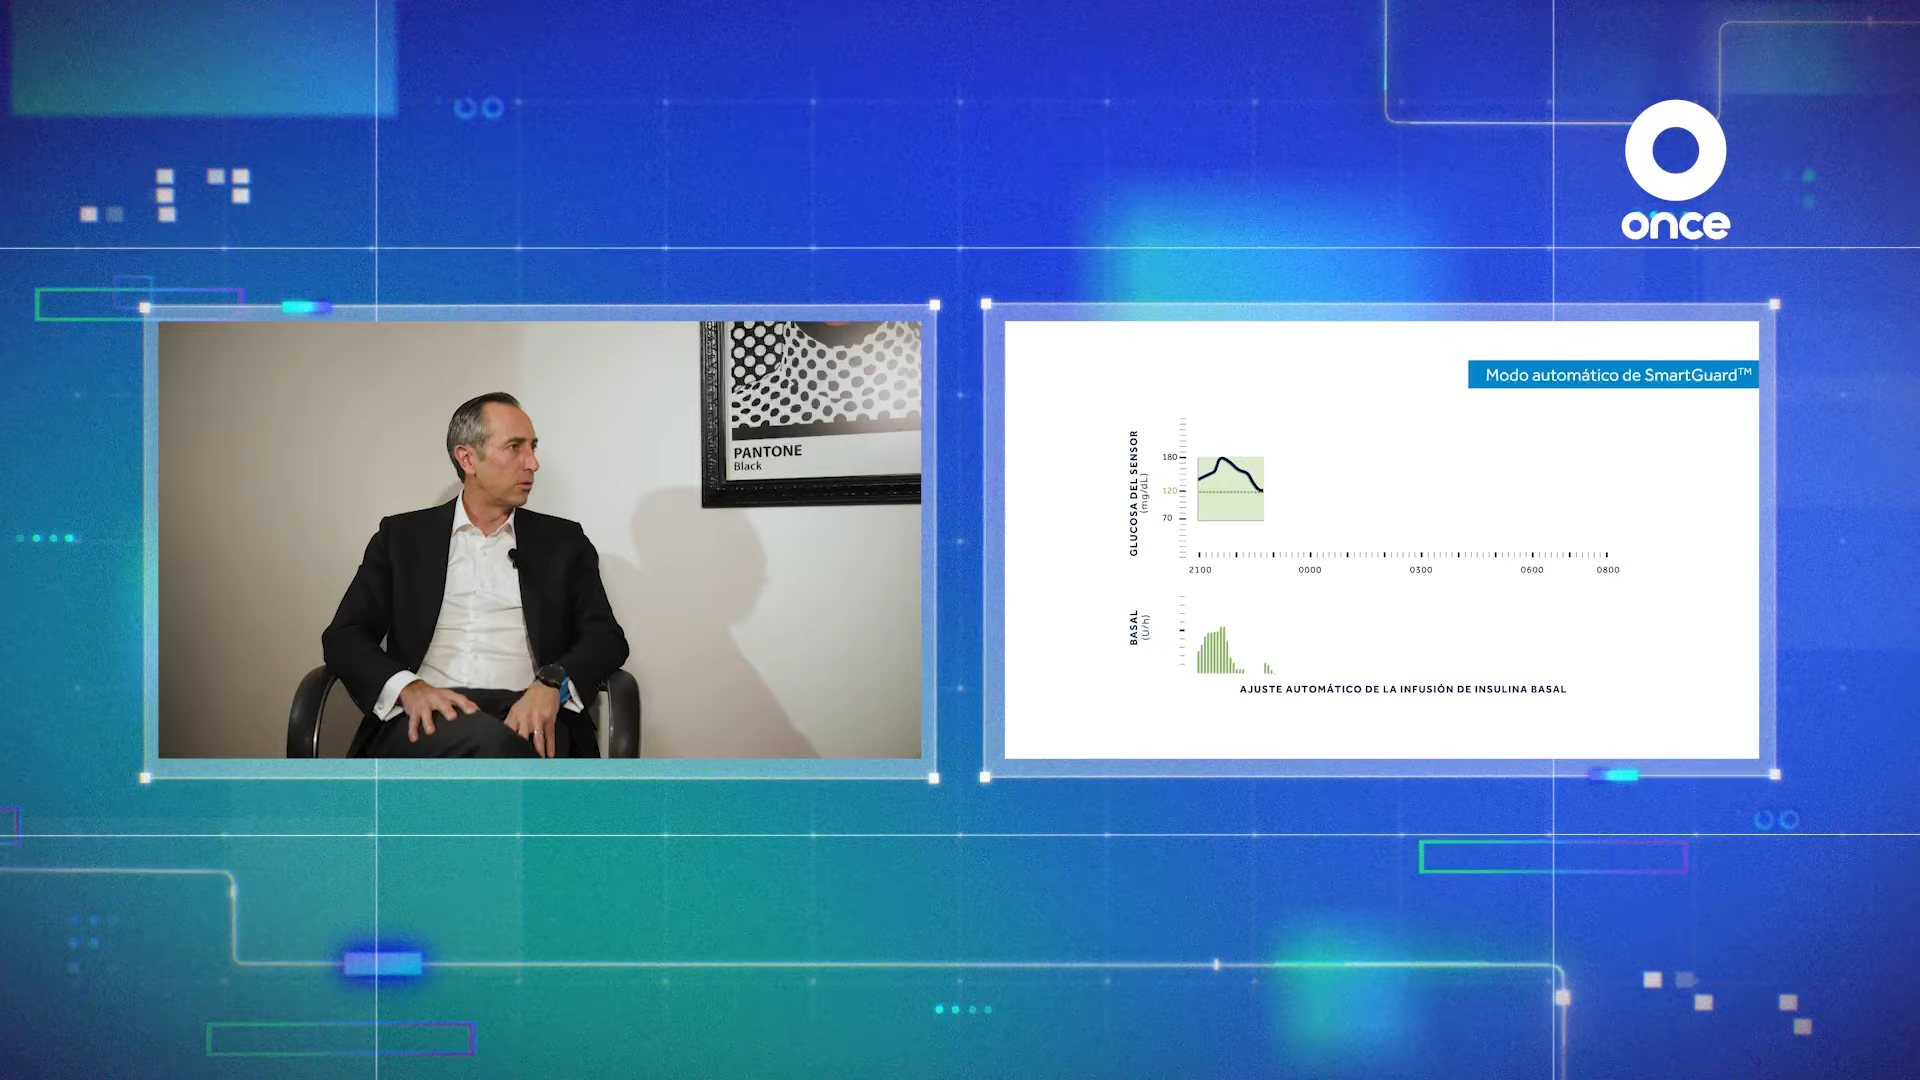 once
PANTONE
Black
Modo automático de SmartGuard™
GLUCOSA DEL SENSOR
(mg/dL)
180
120
70
2100 0000 0300 0600 0800
BASAL
(U/h)
AJUSTE AUTOMÁTICO DE LA INFUSIÓN DE INSULINA BASAL